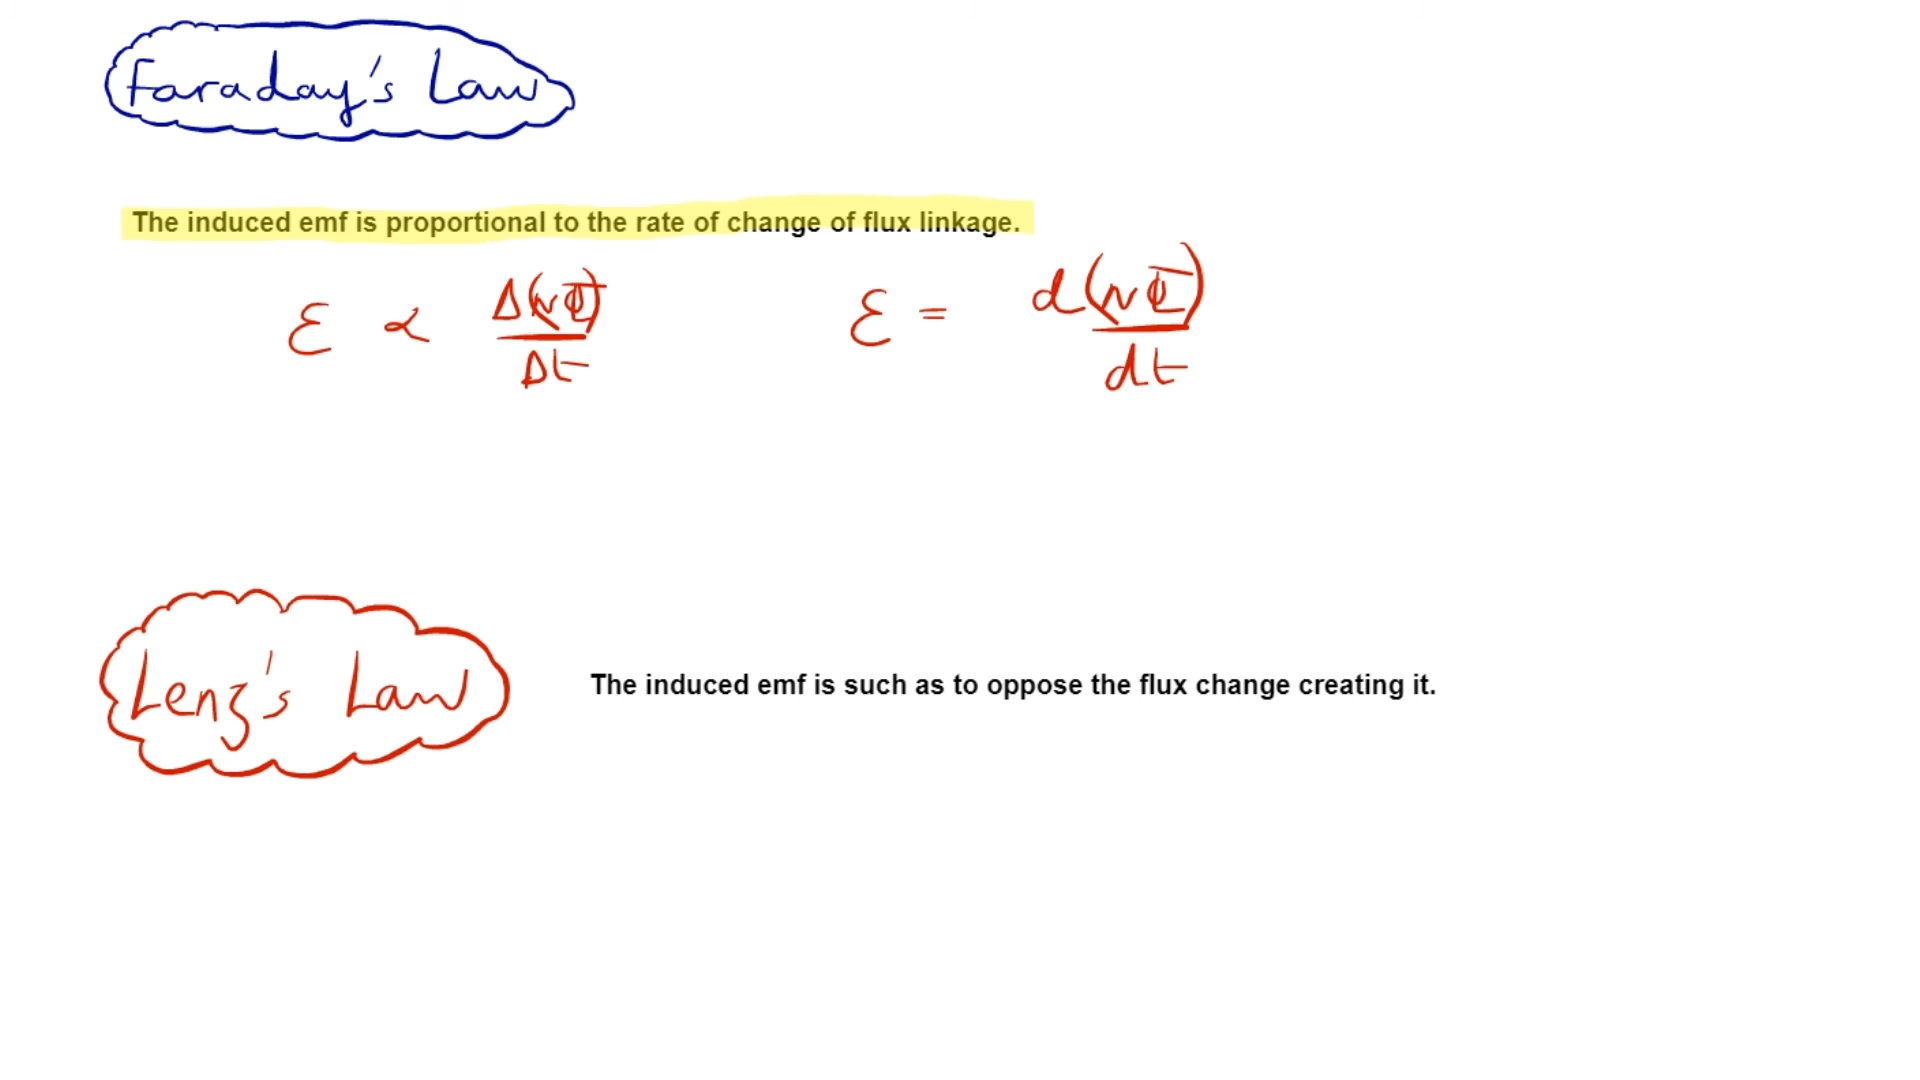 Faraday's Law
The induced emf is proportional to the rate of change of flux linkage.
ε ∝ Δ(NΦ)/Δt
ε = d(NΦ)/dt
Lenz's Law
The induced emf is such as to oppose the flux change creating it.